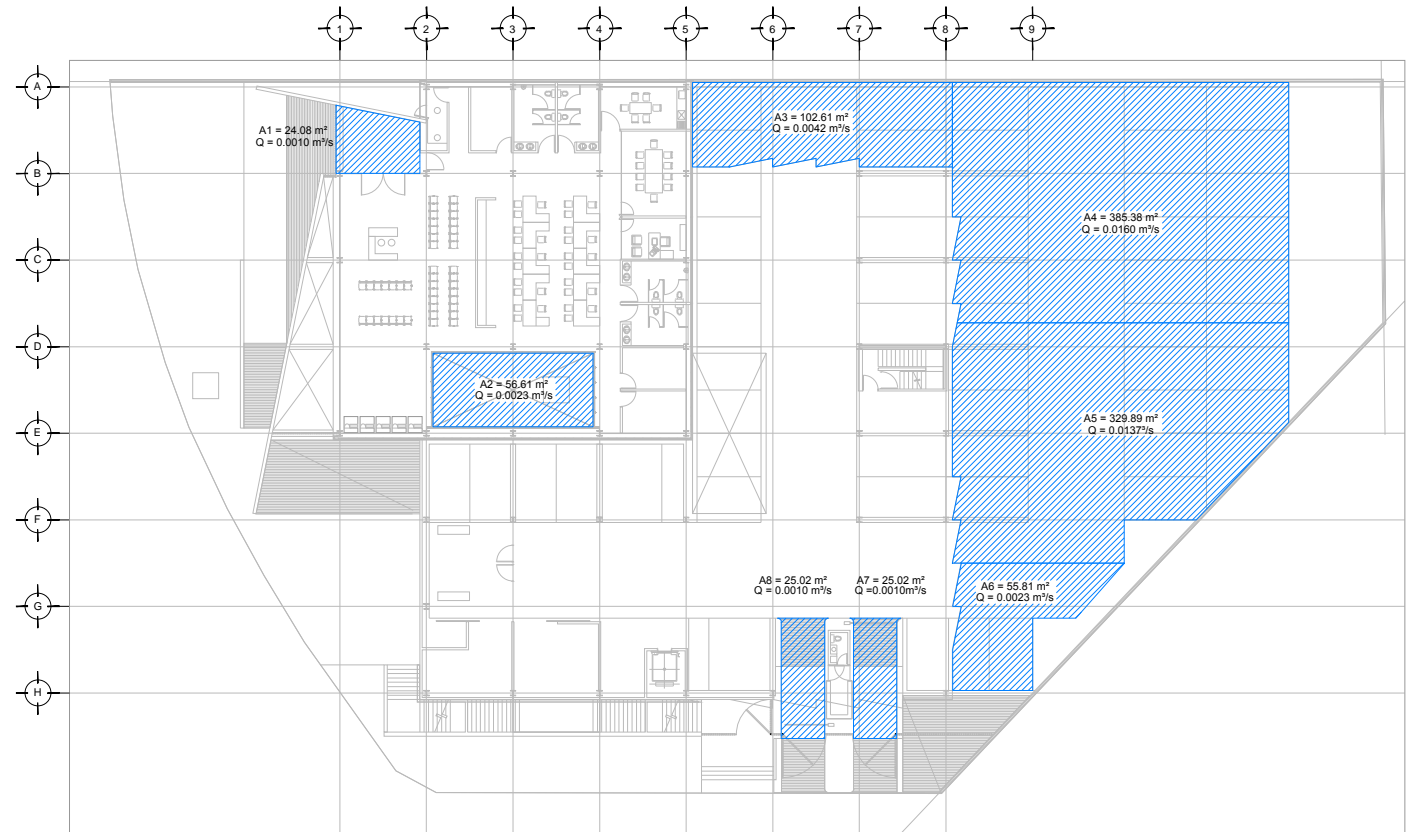 1
2
3
4
5
6
7
8
9
A
A1 = 24.08 m²
Q = 0.0010 m³/s
A3 = 102.61 m²
Q = 0.0042 m³/s
B
A4 = 385.38 m²
Q = 0.0160 m³/s
C
D
A2 = 56.61 m²
Q = 0.0023 m³/s
A5 = 329.89 m²
Q = 0.0137³/s
E
F
A8 = 25.02 m²
Q = 0.0010 m³/s
A7 = 25.02 m²
Q =0.0010m³/s
A6 = 55.81 m²
Q = 0.0023 m³/s
G
H